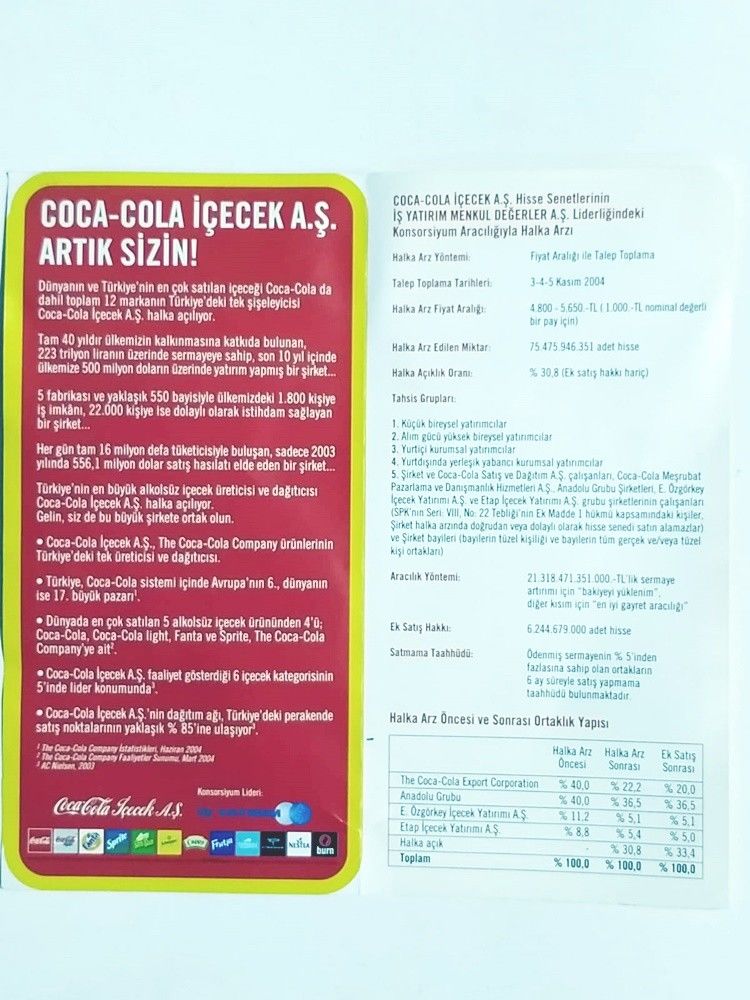 COCA-COLA İÇECEK A.Ş.
ARTIK SİZİN!
Dünyanın ve Türkiye'nin en çok satılan içeceği Coca-Cola da
dahil toplam 12 markanın Türkiye'deki tek şişeleyicisi
Coca-Cola İçecek A.Ş. halka açılıyor.
Tam 40 yıldır ülkemizin kalkınmasına katkıda bulunan,
223 trilyon liranın üzerinde sermayeye sahip, son 10 yıl içinde
ülkemize 500 milyon doların üzerinde yatırım yapmış bir şirket...
5 fabrikası ve yaklaşık 550 bayisiyle ülkemizdeki 1.800 kişiye
iş imkânı, 22.000 kişiye ise dolaylı olarak istihdam sağlayan
bir şirket...
Her gün tam 16 milyon defa tüketicisiyle buluşan, sadece 2003
yılında 556,1 milyon dolar satış hasılatı elde eden bir şirket...
Türkiye'nin en büyük alkolsüz içecek üreticisi ve dağıtıcısı
Coca-Cola İçecek A.Ş. halka açılıyor.
Gelin, siz de bu büyük şirkete ortak olun.
• Coca-Cola İçecek A.Ş., The Coca-Cola Company ürünlerinin
Türkiye'deki tek üreticisi ve dağıtıcısı.
• Türkiye, Coca-Cola sistemi içinde Avrupa'nın 6., dünyanın
ise 17. büyük pazarı¹.
• Dünyada en çok satılan 5 alkolsüz içecek ürününden 4'ü;
Coca-Cola, Coca-Cola light, Fanta ve Sprite, The Coca-Cola
Company'ye ait².
• Coca-Cola İçecek A.Ş. faaliyet gösterdiği 6 içecek kategorisinin
5'inde lider konumunda³.
• Coca-Cola İçecek A.Ş.'nin dağıtım ağı, Türkiye'deki perakende
satış noktalarının yaklaşık % 85'ine ulaşıyor³.
¹ The Coca-Cola Company İstatistikleri, Haziran 2004
² The Coca-Cola Company Faaliyetler Sunumu, Mart 2004
³ AC Nielsen, 2003
Konsorsiyum Lideri:
Coca-Cola İçecek A.Ş.
Sprite
Fruitia
NESTEA
burn
COCA-COLA İÇECEK A.Ş. Hisse Senetlerinin
İŞ YATIRIM MENKUL DEĞERLER A.Ş. Liderliğindeki
Konsorsiyum Aracılığıyla Halka Arzı
Halka Arz Yöntemi: Fiyat Aralığı ile Talep Toplama
Talep Toplama Tarihleri: 3-4-5 Kasım 2004
Halka Arz Fiyat Aralığı: 4.800 - 5.650.-TL (1.000.-TL nominal değerli
bir pay için)
Halka Arz Edilen Miktar: 75.475.946.351 adet hisse
Halka Açıklık Oranı: % 30,8 (Ek satış hakkı hariç)
Tahsis Grupları:
1. Küçük bireysel yatırımcılar
2. Alım gücü yüksek bireysel yatırımcılar
3. Yurtiçi kurumsal yatırımcılar
4. Yurtdışında yerleşik yabancı kurumsal yatırımcılar
5. Şirket ve Coca-Cola Satış ve Dağıtım A.Ş. çalışanları, Coca-Cola Meşrubat
Pazarlama ve Danışmanlık Hizmetleri A.Ş., Anadolu Grubu Şirketleri, E. Özgörkey
İçecek Yatırımı A.Ş. ve Etap İçecek Yatırımı A.Ş. grubu şirketlerinin çalışanları
(SPK'nın Seri: VIII, No: 22 Tebliği'nin Ek Madde 1 hükmü kapsamındaki kişiler,
Şirket halka arzında doğrudan veya dolaylı olarak hisse senedi satın alamazlar)
ve Şirket bayileri (bayilerin tüzel kişiliği ve bayilerin tüm gerçek ve/veya tüzel
kişi ortakları)
Aracılık Yöntemi: 21.318.471.351.000.-TL'lik sermaye
artırımı için "bakiyeyi yüklenim",
diğer kısım için "en iyi gayret aracılığı"
Ek Satış Hakkı: 6.244.679.000 adet hisse
Satmama Taahhüdü: Ödenmiş sermayenin % 5'inden
fazlasına sahip olan ortakların
6 ay süreyle satış yapmama
taahhüdü bulunmaktadır
Halka Arz Öncesi ve Sonrası Ortaklık Yapısı
Halka Arz Öncesi Halka Arz Sonrası Ek Satış Sonrası
The Coca-Cola Export Corporation % 40,0 % 22,2 % 20,0
Anadolu Grubu % 40,0 % 36,5 % 36,5
E. Özgörkey İçecek Yatırımı A.Ş. % 11,2 % 5,1 % 5,1
Etap İçecek Yatırımı A.Ş. % 8,8 % 5,4 % 5,0
Halka açık - % 30,8 % 33,4
Toplam % 100,0 % 100,0 % 100,0